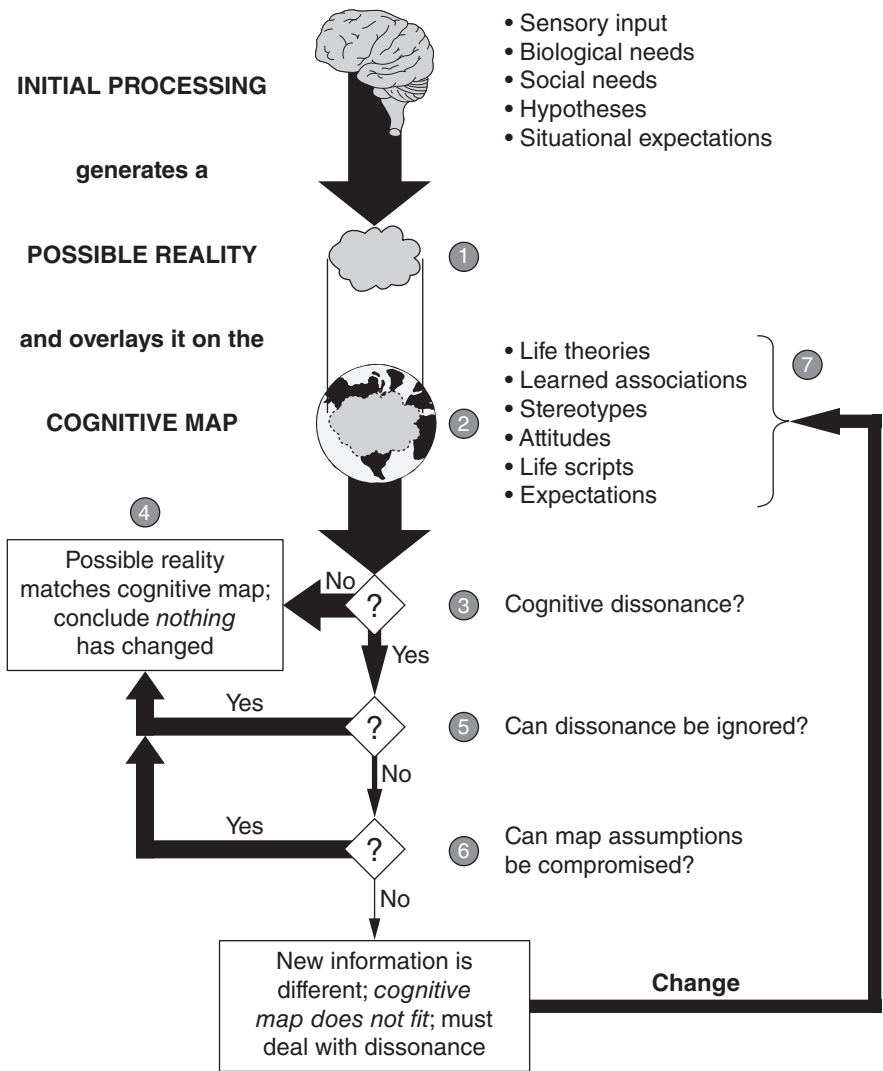 INITIAL PROCESSING
• Sensory input
• Biological needs
• Social needs
• Hypotheses
• Situational expectations
generates a
POSSIBLE REALITY
1
and overlays it on the
COGNITIVE MAP
2
• Life theories
• Learned associations
• Stereotypes
• Attitudes
• Life scripts
• Expectations
7
4
Possible reality
matches cognitive map;
conclude nothing
has changed
No
?
3
Cognitive dissonance?
Yes
Yes
?
5
Can dissonance be ignored?
No
Yes
?
6
Can map assumptions
be compromised?
No
New information is
different; cognitive
map does not fit; must
deal with dissonance
Change